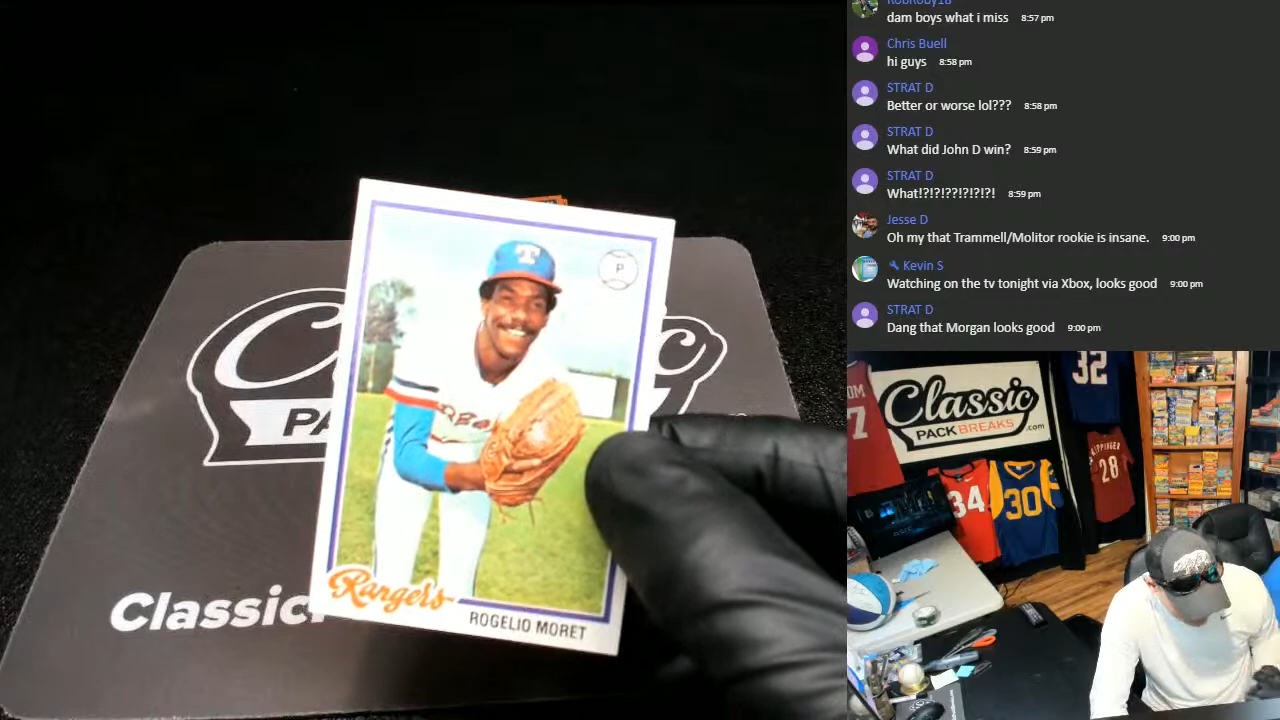 T
P
Rangers
ROGELIO MORET
Classic
PA
RobRoby18
dam boys what i miss 8:57 pm
Chris Buell
hi guys 8:58 pm
STRAT D
Better or worse lol??? 8:58 pm
STRAT D
What did John D win? 8:59 pm
STRAT D
What!?!?!??!?!?!?! 8:59 pm
Jesse D
Oh my that Trammell/Molitor rookie is insane. 9:00 pm
Kevin S
Watching on the tv tonight via Xbox, looks good 9:00 pm
STRAT D
Dang that Morgan looks good 9:00 pm
Classic
PACKBREAKS.com
7
32
34
30
28